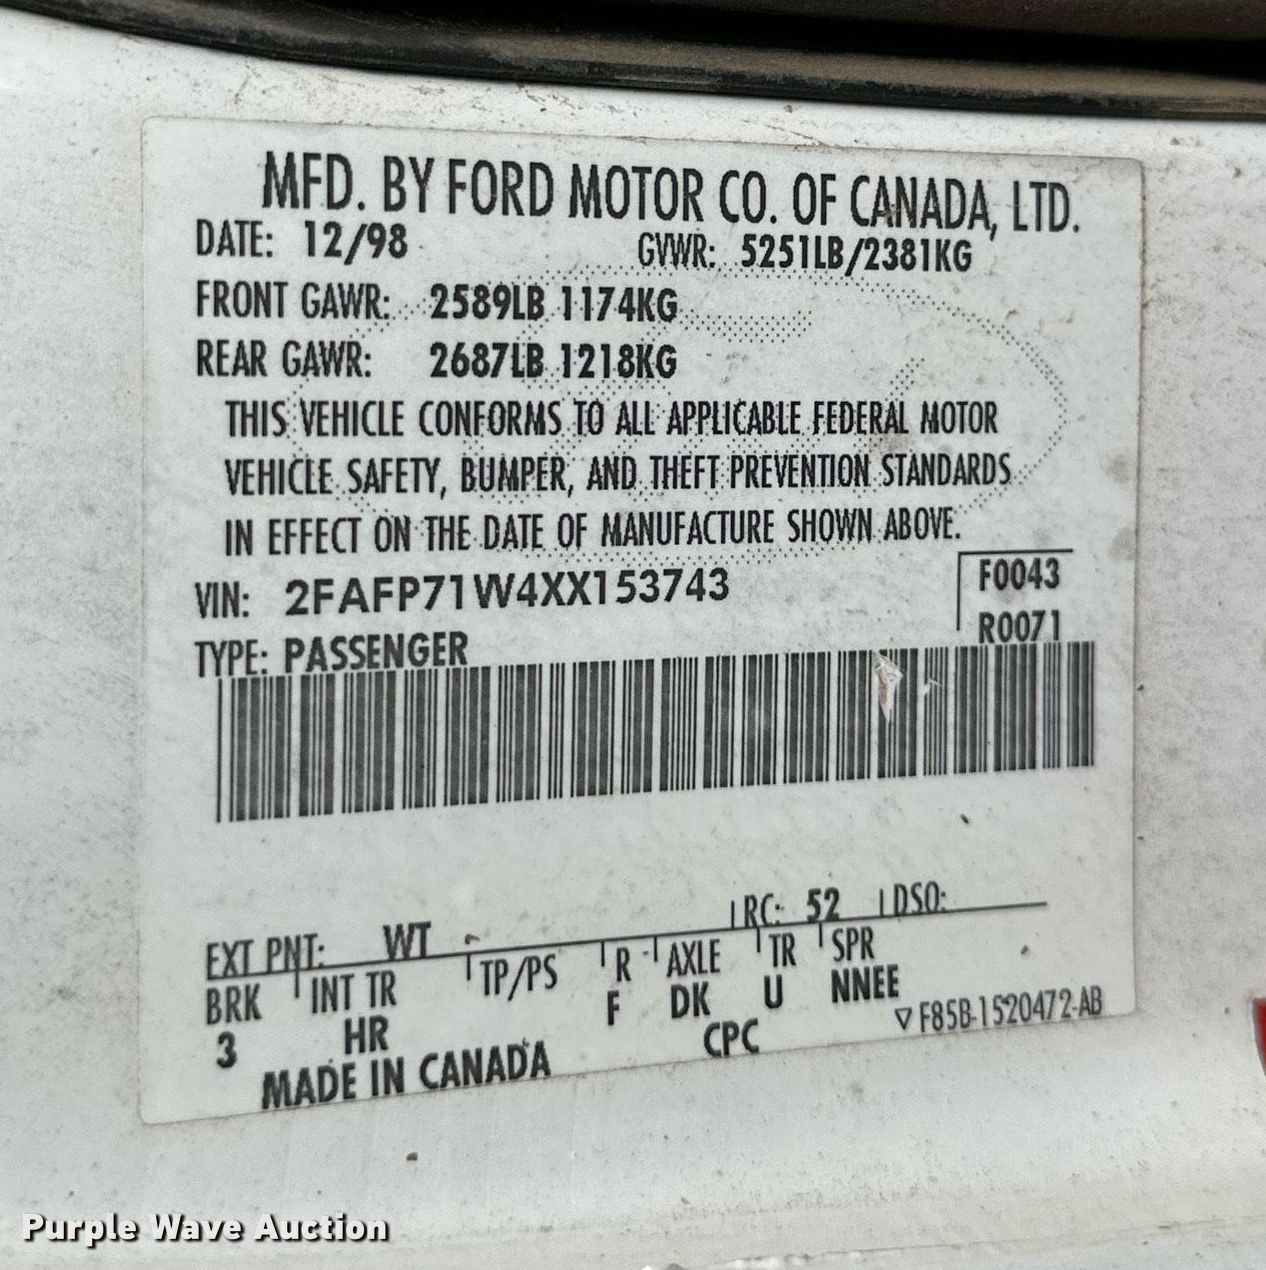 MFD. BY FORD MOTOR CO. OF CANADA, LTD.
DATE: 12/98 GVWR: 5251LB/2381KG
FRONT GAWR: 2589LB 1174KG
REAR GAWR: 2687LB 1218KG
THIS VEHICLE CONFORMS TO ALL APPLICABLE FEDERAL MOTOR
VEHICLE SAFETY, BUMPER, AND THEFT PREVENTION STANDARDS
IN EFFECT ON THE DATE OF MANUFACTURE SHOWN ABOVE.
VIN: 2FAFP71W4XX153743 F0043
TYPE: PASSENGER R0071
EXT PNT: WT RC: 52 DSO:
BRK INT TR TP/PS R AXLE TR SPR
3 HR F DK U NNEE
MADE IN CANADA CPC ▽ F85B-1520472-AB
Purple Wave Auction